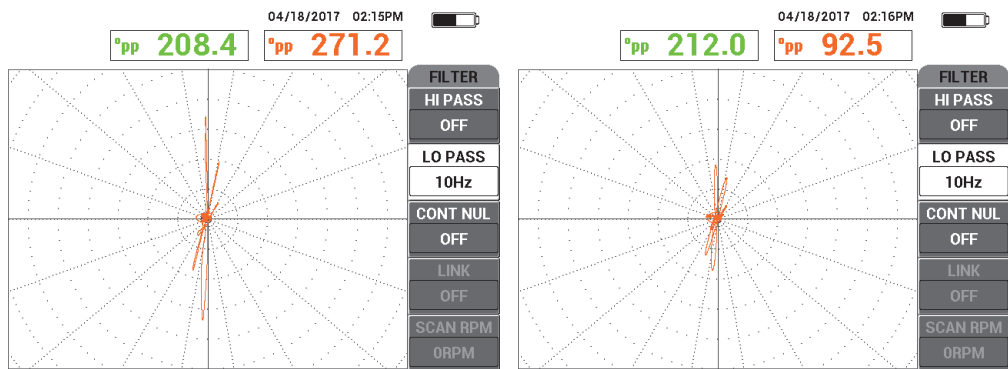 04/18/2017 02:15PM
°pp 208.4
°pp 271.2
FILTER
HI PASS
OFF
LO PASS
10Hz
CONT NUL
OFF
LINK
OFF
SCAN RPM
0RPM
04/18/2017 02:16PM
°pp 212.0
°pp 92.5
FILTER
HI PASS
OFF
LO PASS
10Hz
CONT NUL
OFF
LINK
OFF
SCAN RPM
0RPM